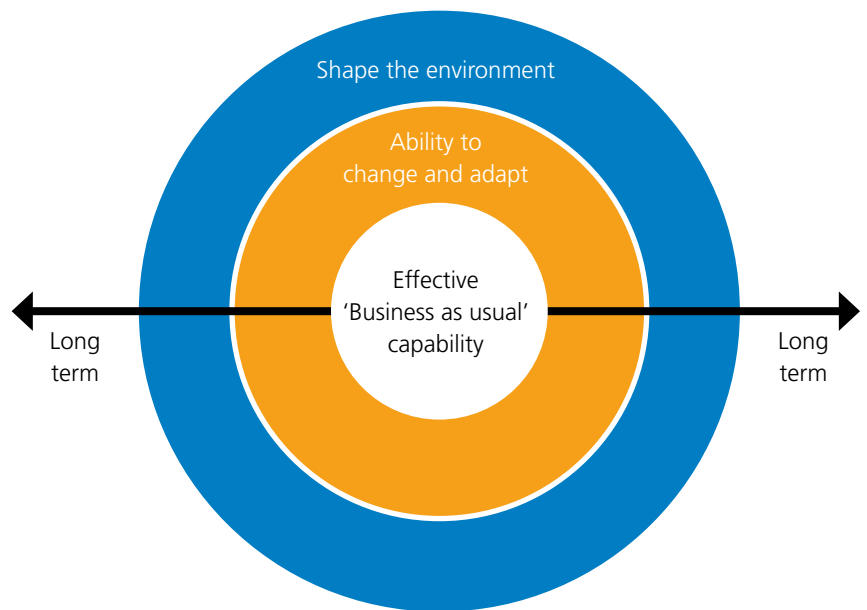 Shape the environment
Ability to
change and adapt
Effective
‘Business as usual’
capability
Long
term
Long
term